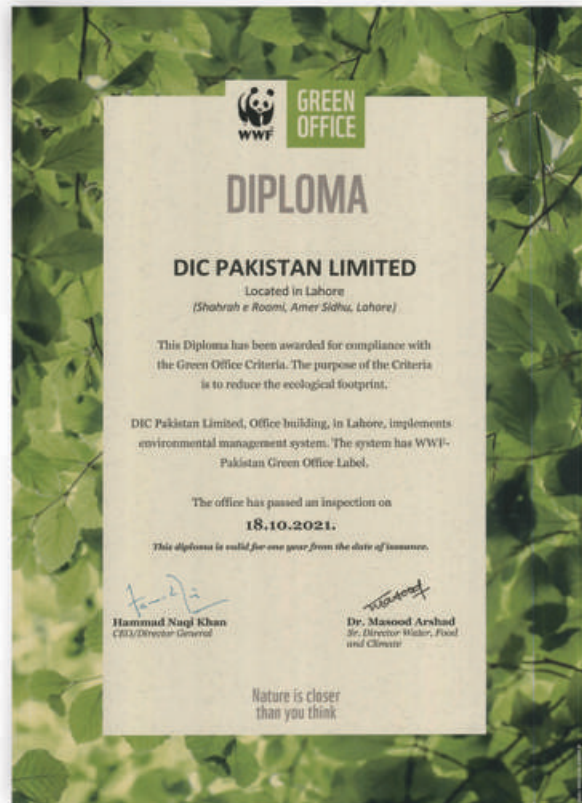 WWF
GREEN
OFFICE
DIPLOMA
DIC PAKISTAN LIMITED
Located in Lahore
(Shahrah e Roomi, Amer Sidhu, Lahore)
This Diploma has been awarded for compliance with
the Green Office Criteria. The purpose of the Criteria
is to reduce the ecological footprint.
DIC Pakistan Limited, Office building, in Lahore, implements
environmental management system. The system has WWF-
Pakistan Green Office Label.
The office has passed an inspection on
18.10.2021.
This diploma is valid for one year from the date of issuance.
Hammad Naqi Khan
CEO/Director General
Dr. Masood Arshad
Sr. Director Water, Food
and Climate
Nature is closer
than you think